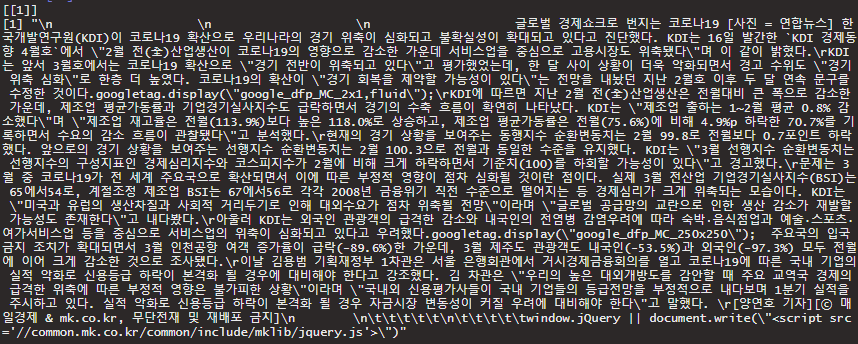 [[1]]
[1] "\n \n \n 글로벌 경제쇼크로 번지는 코로나19 [사진 = 연합뉴스] 한
국개발연구원(KDI)이 코로나19 확산으로 우리나라의 경기 위축이 심화되고 불확실성이 확대되고 있다고 진단했다. KDI는 16일 발간한 `KDI 경제동
향 4월호`에서 \"2월 전(全)산업생산이 코로나19의 영향으로 감소한 가운데 서비스업을 중심으로 고용시장도 위축됐다\"며 이 같이 밝혔다.\rKDI
는 앞서 3월호에서는 코로나19 확산으로 \"경기 전반이 위축되고 있다\"고 평가했었는데, 한 달 사이 상황이 더욱 악화되면서 경고 수위도 \"경기
위축 심화\"로 한층 더 높였다. 코로나19의 확산이 \"경기 회복을 제약할 가능성이 있다\"는 전망을 내놨던 지난 2월호 이후 두 달 연속 문구를
수정한 것이다.googletag.display(\"google_dfp_MC_2x1,fluid\");\rKDI에 따르면 지난 2월 전(全)산업생산은 전월대비 큰 폭으로 감소한
가운데, 제조업 평균가동률과 기업경기실사지수도 급락하면서 경기의 수축 흐름이 확연히 나타났다. KDI는 \"제조업 출하는 1~2월 평균 0.8% 감
소했다\"며 \"제조업 재고율은 전월(113.9%)보다 높은 118.0%로 상승하고, 제조업 평균가동률은 전월(75.6%)에 비해 4.9%p 하락한 70.7%를 기
록하면서 수요의 감소 흐름이 관찰됐다\"고 분석했다.\r현재의 경기 상황을 보여주는 동행지수 순환변동치는 2월 99.8로 전월보다 0.7포인트 하락
했다. 앞으로의 경기 상황을 보여주는 선행지수 순환변동치는 2월 100.3으로 전월과 동일한 수준을 유지했다. KDI는 \"3월 선행지수 순환변동치는
선행지수의 구성지표인 경제심리지수와 코스피지수가 2월에 비해 크게 하락하면서 기준치(100)를 하회할 가능성이 있다\"고 경고했다.\r문제는 3
월 중 코로나19가 전 세계 주요국으로 확산되면서 이에 따른 부정적 영향이 점차 심화될 것이란 점이다. 실제 3월 전산업 기업경기실사지수(BSI)는
65에서54로, 계절조정 제조업 BSI는 67에서56로 각각 2008년 금융위기 직전 수준으로 떨어지는 등 경제심리가 크게 위축되는 모습이다. KDI는
\"미국과 유럽의 생산차질과 사회적 거리두기로 인해 대외수요가 점차 위축될 전망\"이라며 \"글로벌 공급망의 교란으로 인한 생산 감소가 재발할
가능성도 존재한다\"고 내다봤다.\r아울러 KDI는 외국인 관광객의 급격한 감소와 내국인의 전염병 감염우려에 따라 숙박·음식점업과 예술·스포츠·
여가서비스업 등을 중심으로 서비스업의 위축이 심화되고 있다고 우려했다.googletag.display(\"google_dfp_MC_250x250\"); 주요국의 입국
금지 조치가 확대되면서 3월 인천공항 여객 증가율이 급락(-89.6%)한 가운데, 3월 제주도 관광객도 내국인(-53.5%)과 외국인(-97.3%) 모두 전월
에 이어 크게 감소한 것으로 조사됐다.\r이날 김용범 기획재정부 1차관은 서울 은행회관에서 거시경제금융회의를 열고 코로나19에 따른 국내 기업의
실적 악화로 신용등급 하락이 본격화 될 경우에 대비해야 한다고 강조했다. 김 차관은 \"우리의 높은 대외개방도를 감안할 때 주요 교역국 경제의
급격한 위축에 따른 부정적 영향은 불가피한 상황\"이라며 \"국내외 신용평가사들이 국내 기업들의 등급전망을 부정적으로 내다보며 1분기 실적을
주시하고 있다. 실적 악화로 신용등급 하락이 본격화 될 경우 자금시장 변동성이 커질 우려에 대비해야 한다\"고 말했다. \r[양연호 기자][ⓒ 매
일경제 & mk.co.kr, 무단전재 및 재배포 금지]\n \n\t\t\t\t\t\n\t\t\t\t\twindow.jQuery || document.write(\"<script src
='//common.mk.co.kr/common/include/mklib/jquery.js'>\")"